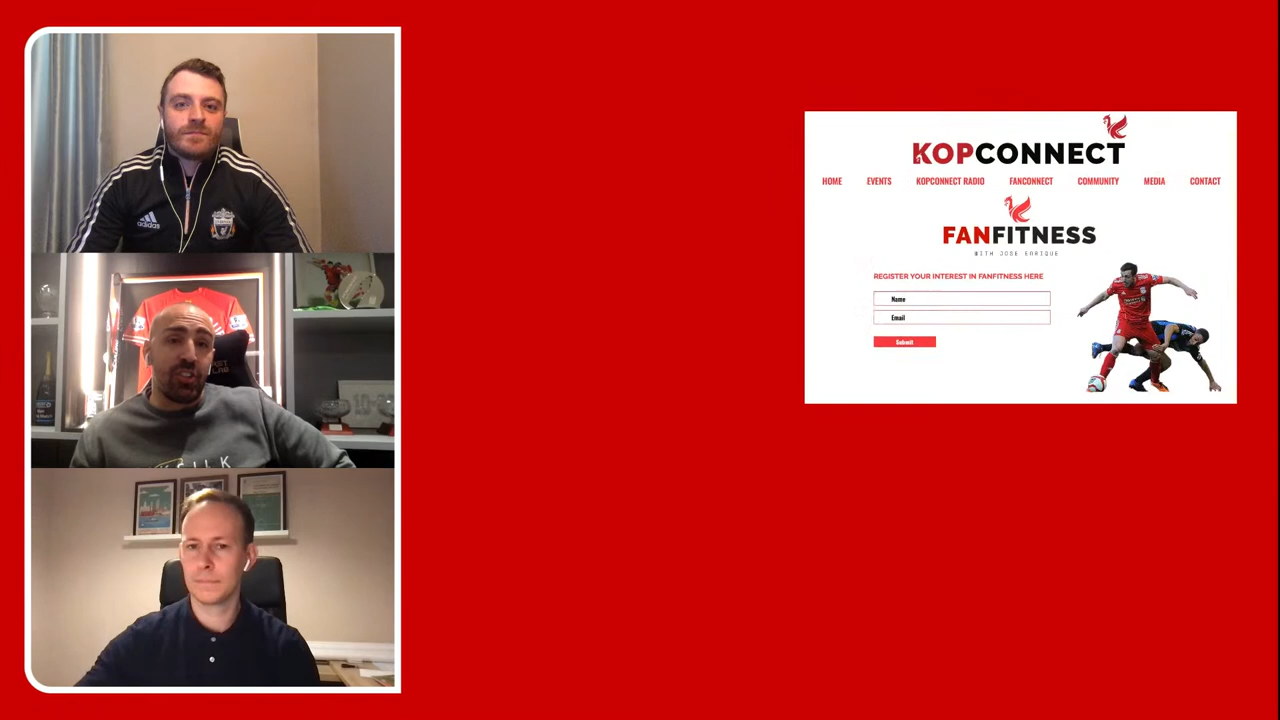 KOPCONNECT
HOME EVENTS KOPCONNECT RADIO FANCONNECT COMMUNITY MEDIA CONTACT
FANFITNESS
WITH JOSE ENRIQUE
REGISTER YOUR INTEREST IN FANFITNESS HERE
Name
Email
Submit
adidas